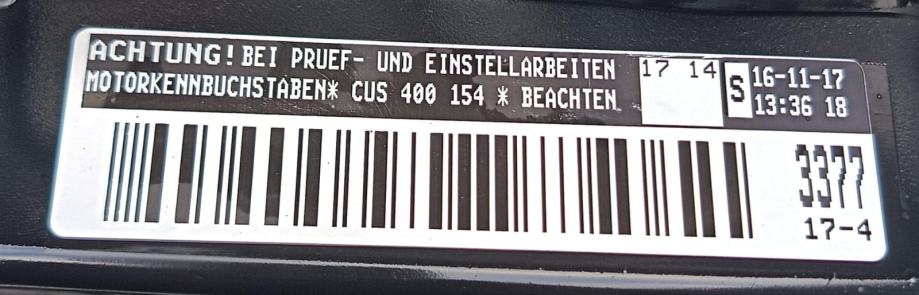 ACHTUNG! BEI PRUEF- UND EINSTELLARBEITEN
MOTORKENNBUCHSTABEN* CUS 400 154 * BEACHTEN
17 14
S
16-11-17
13:36 18
3377
17-4